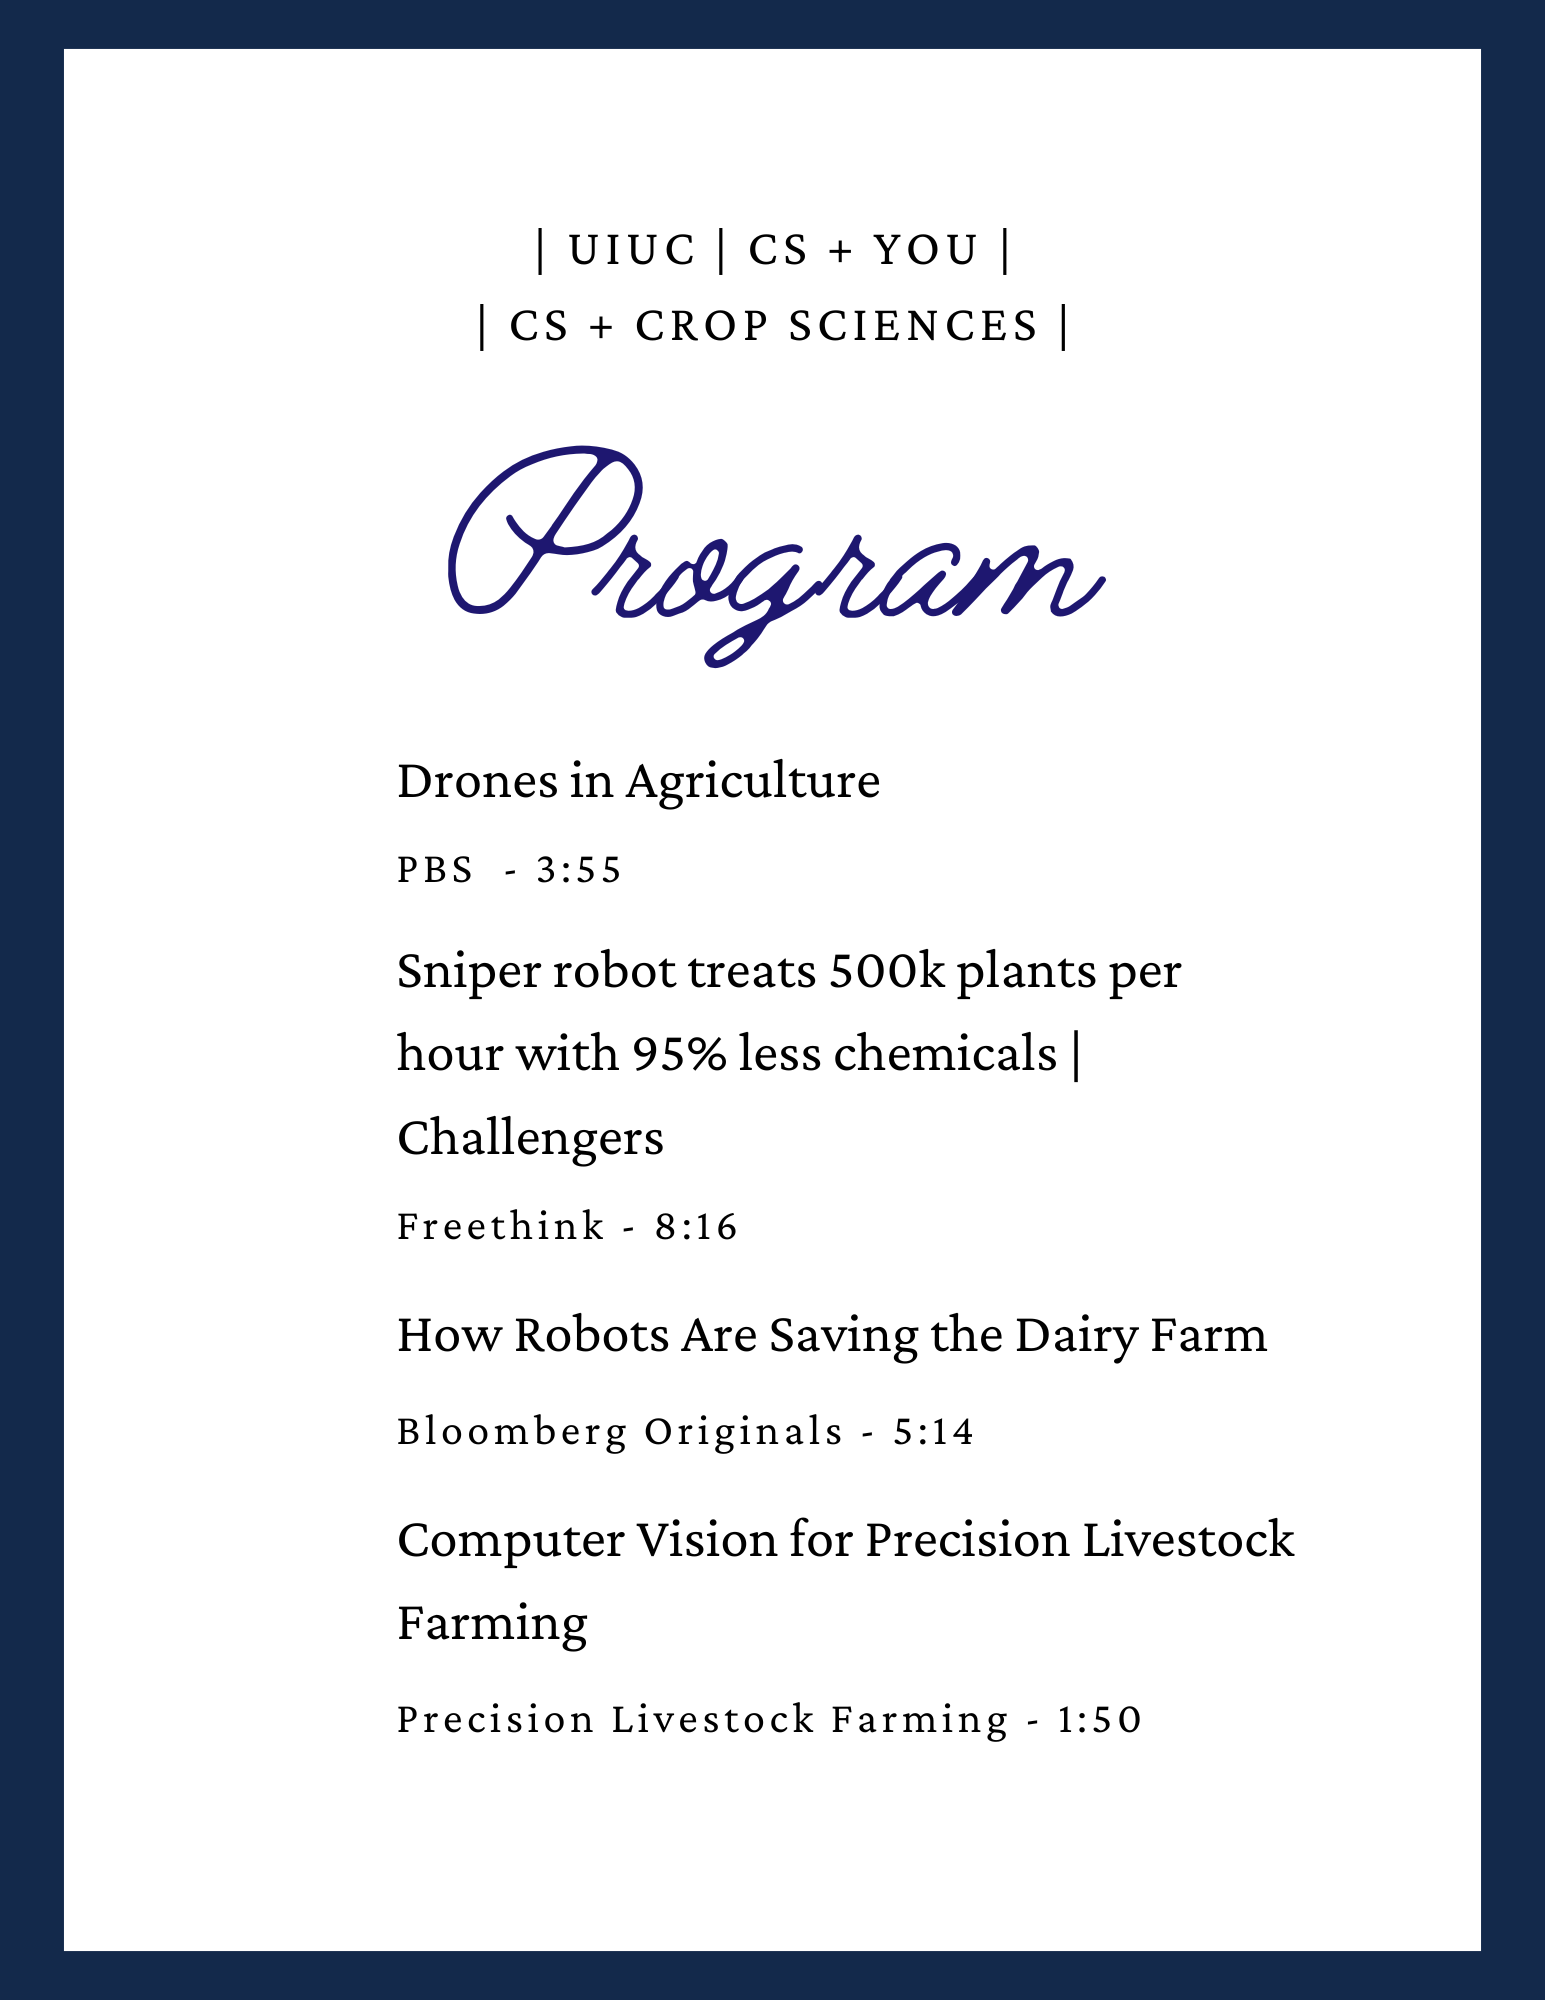 | UIUC | CS + YOU |
| CS + CROP SCIENCES |
Program
Drones in Agriculture
PBS  - 3:55
Sniper robot treats 500k plants per
hour with 95% less chemicals |
Challengers
Freethink - 8:16
How Robots Are Saving the Dairy Farm
Bloomberg Originals - 5:14
Computer Vision for Precision Livestock
Farming
Precision Livestock Farming - 1:50